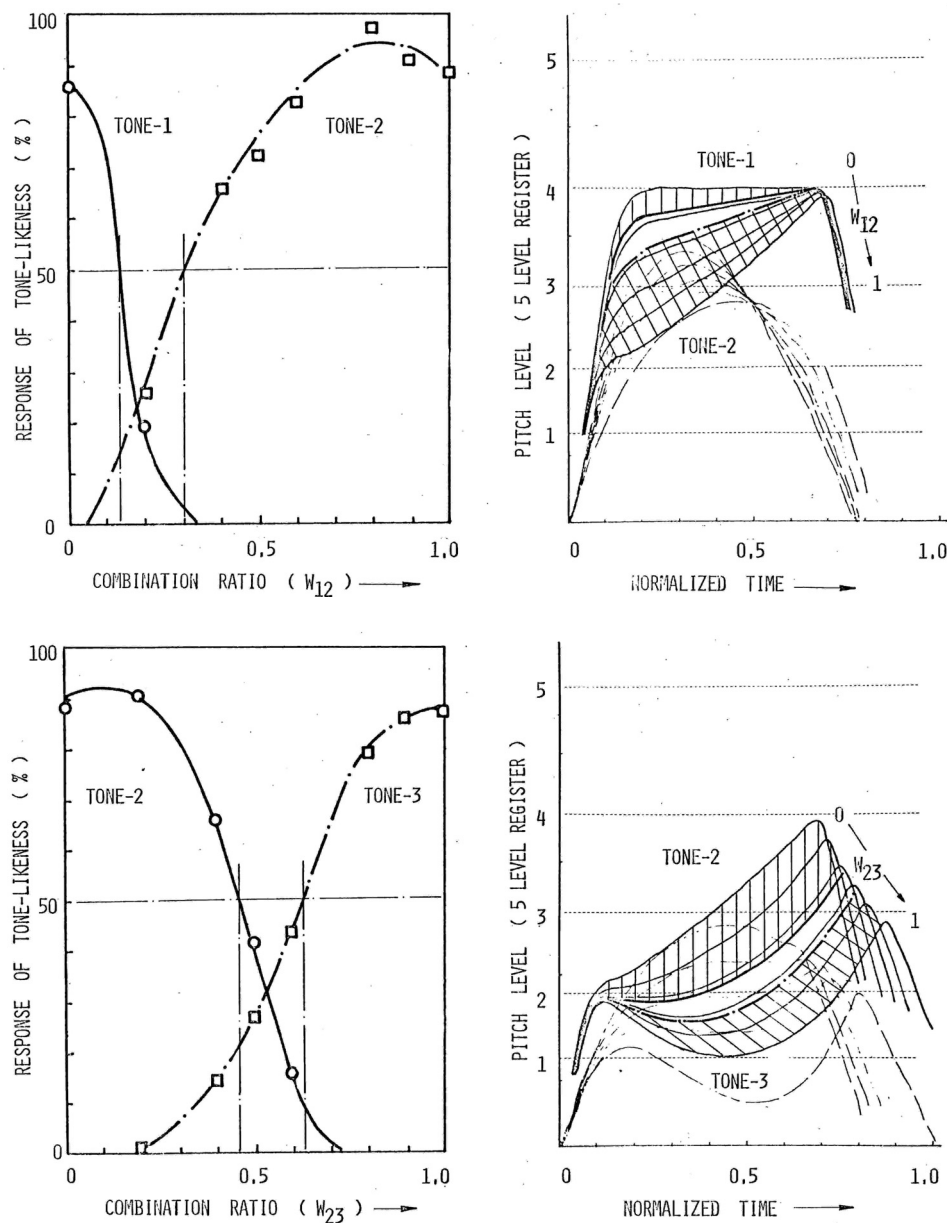 100
RESPONSE OF TONE-LIKENESS ( % )
TONE-1
TONE-2
50
0
0
0,5
1,0
COMBINATION RATIO ( W12 )
5
PITCH LEVEL ( 5 LEVEL REGISTER )
TONE-1
0
4
W12
3
1
TONE-2
2
1
0
0,5
1,0
NORMALIZED TIME
100
RESPONSE OF TONE-LIKENESS ( % )
TONE-2
TONE-3
50
0
0
0,5
1,0
COMBINATION RATIO ( W23 )
5
PITCH LEVEL ( 5 LEVEL REGISTER )
4
0
TONE-2
W23
3
1
2
1
TONE-3
0
0,5
1,0
NORMALIZED TIME